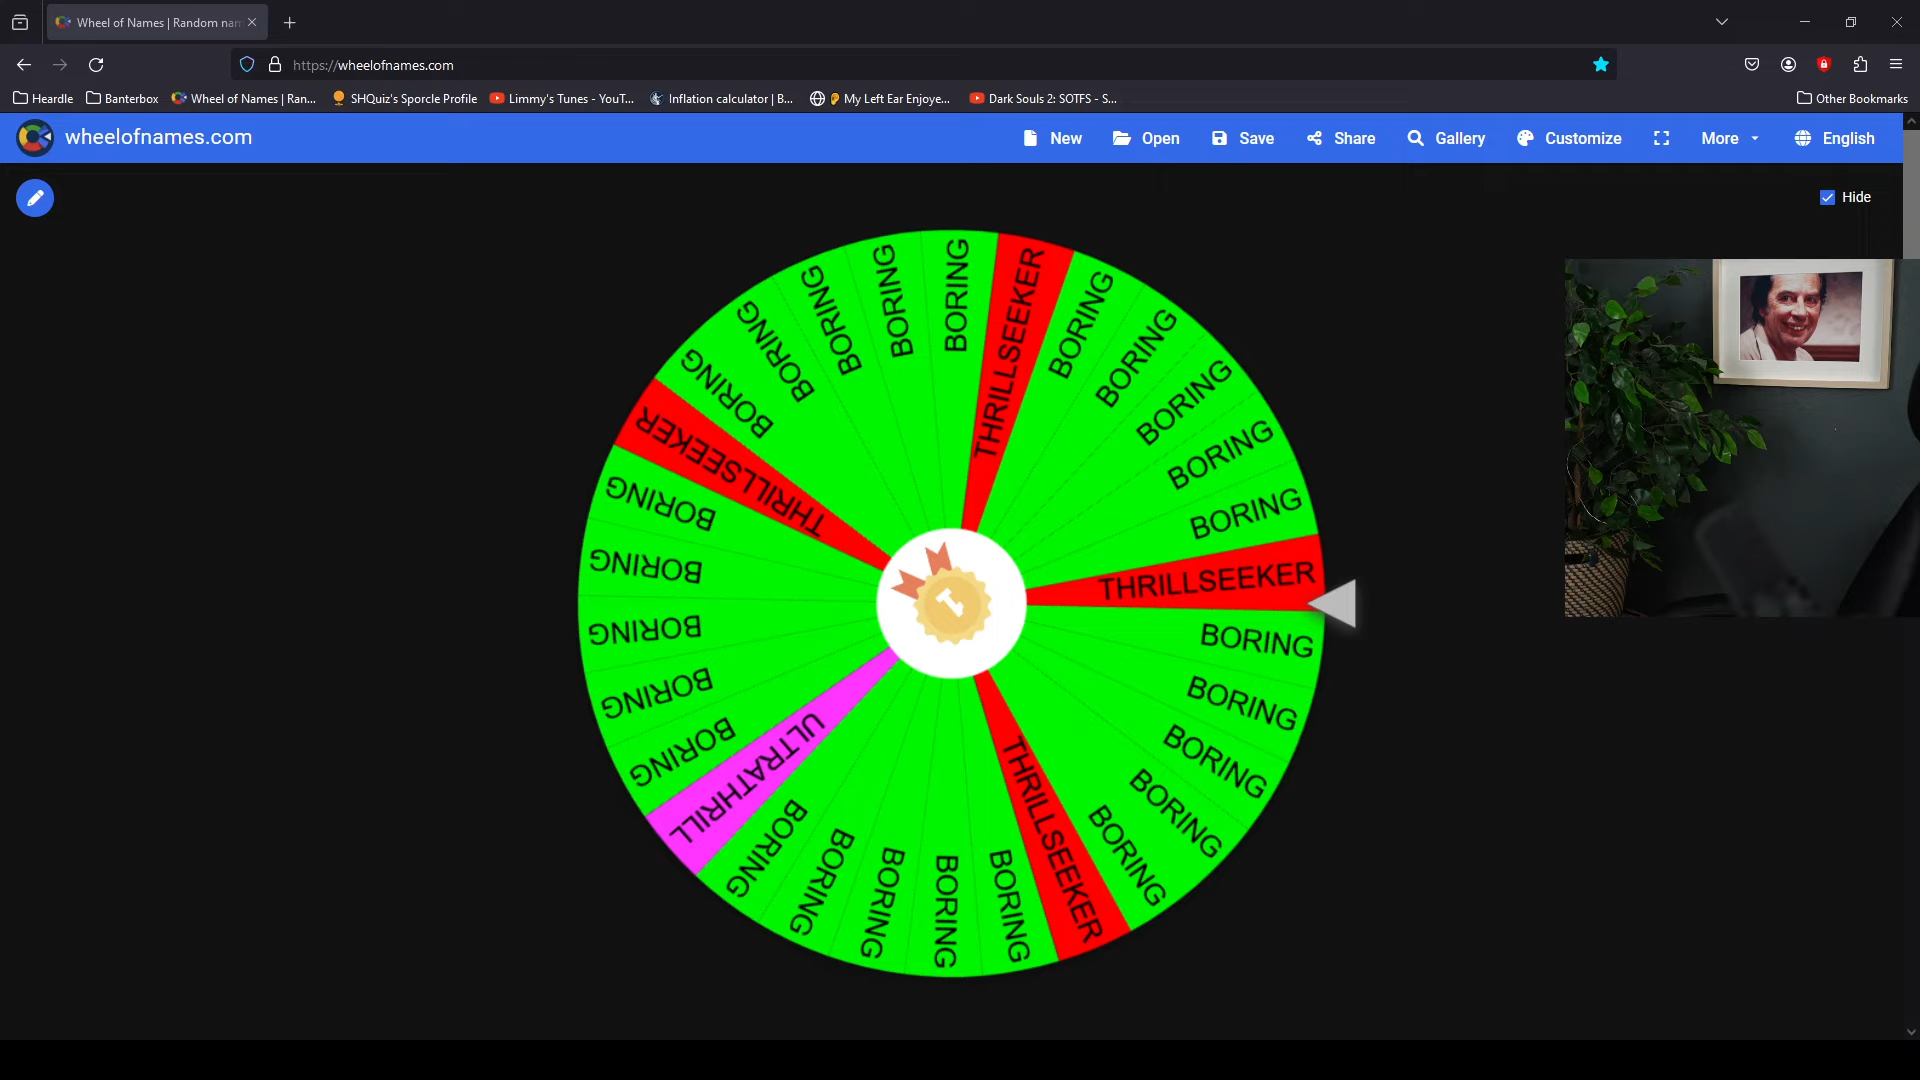 Wheel of Names | Random nam
https://wheelofnames.com
Heardle
Banterbox
Wheel of Names | Ran...
SHQuiz's Sporcle Profile
Limmy's Tunes - YouT...
Inflation calculator | B...
My Left Ear Enjoye...
Dark Souls 2: SOTFS - S...
Other Bookmarks
wheelofnames.com
New
Open
Save
Share
Gallery
Customize
More
English
Hide
BORING
THRILLSEEKER
BORING
BORING
BORING
BORING
BORING
THRILLSEEKER
BORING
BORING
BORING
BORING
BORING
THRILLSEEKER
BORING
BORING
BORING
BORING
BORING
ULTRATHRILL
BORING
BORING
BORING
BORING
BORING
THRILLSEEKER
BORING
BORING
BORING
BORING
1